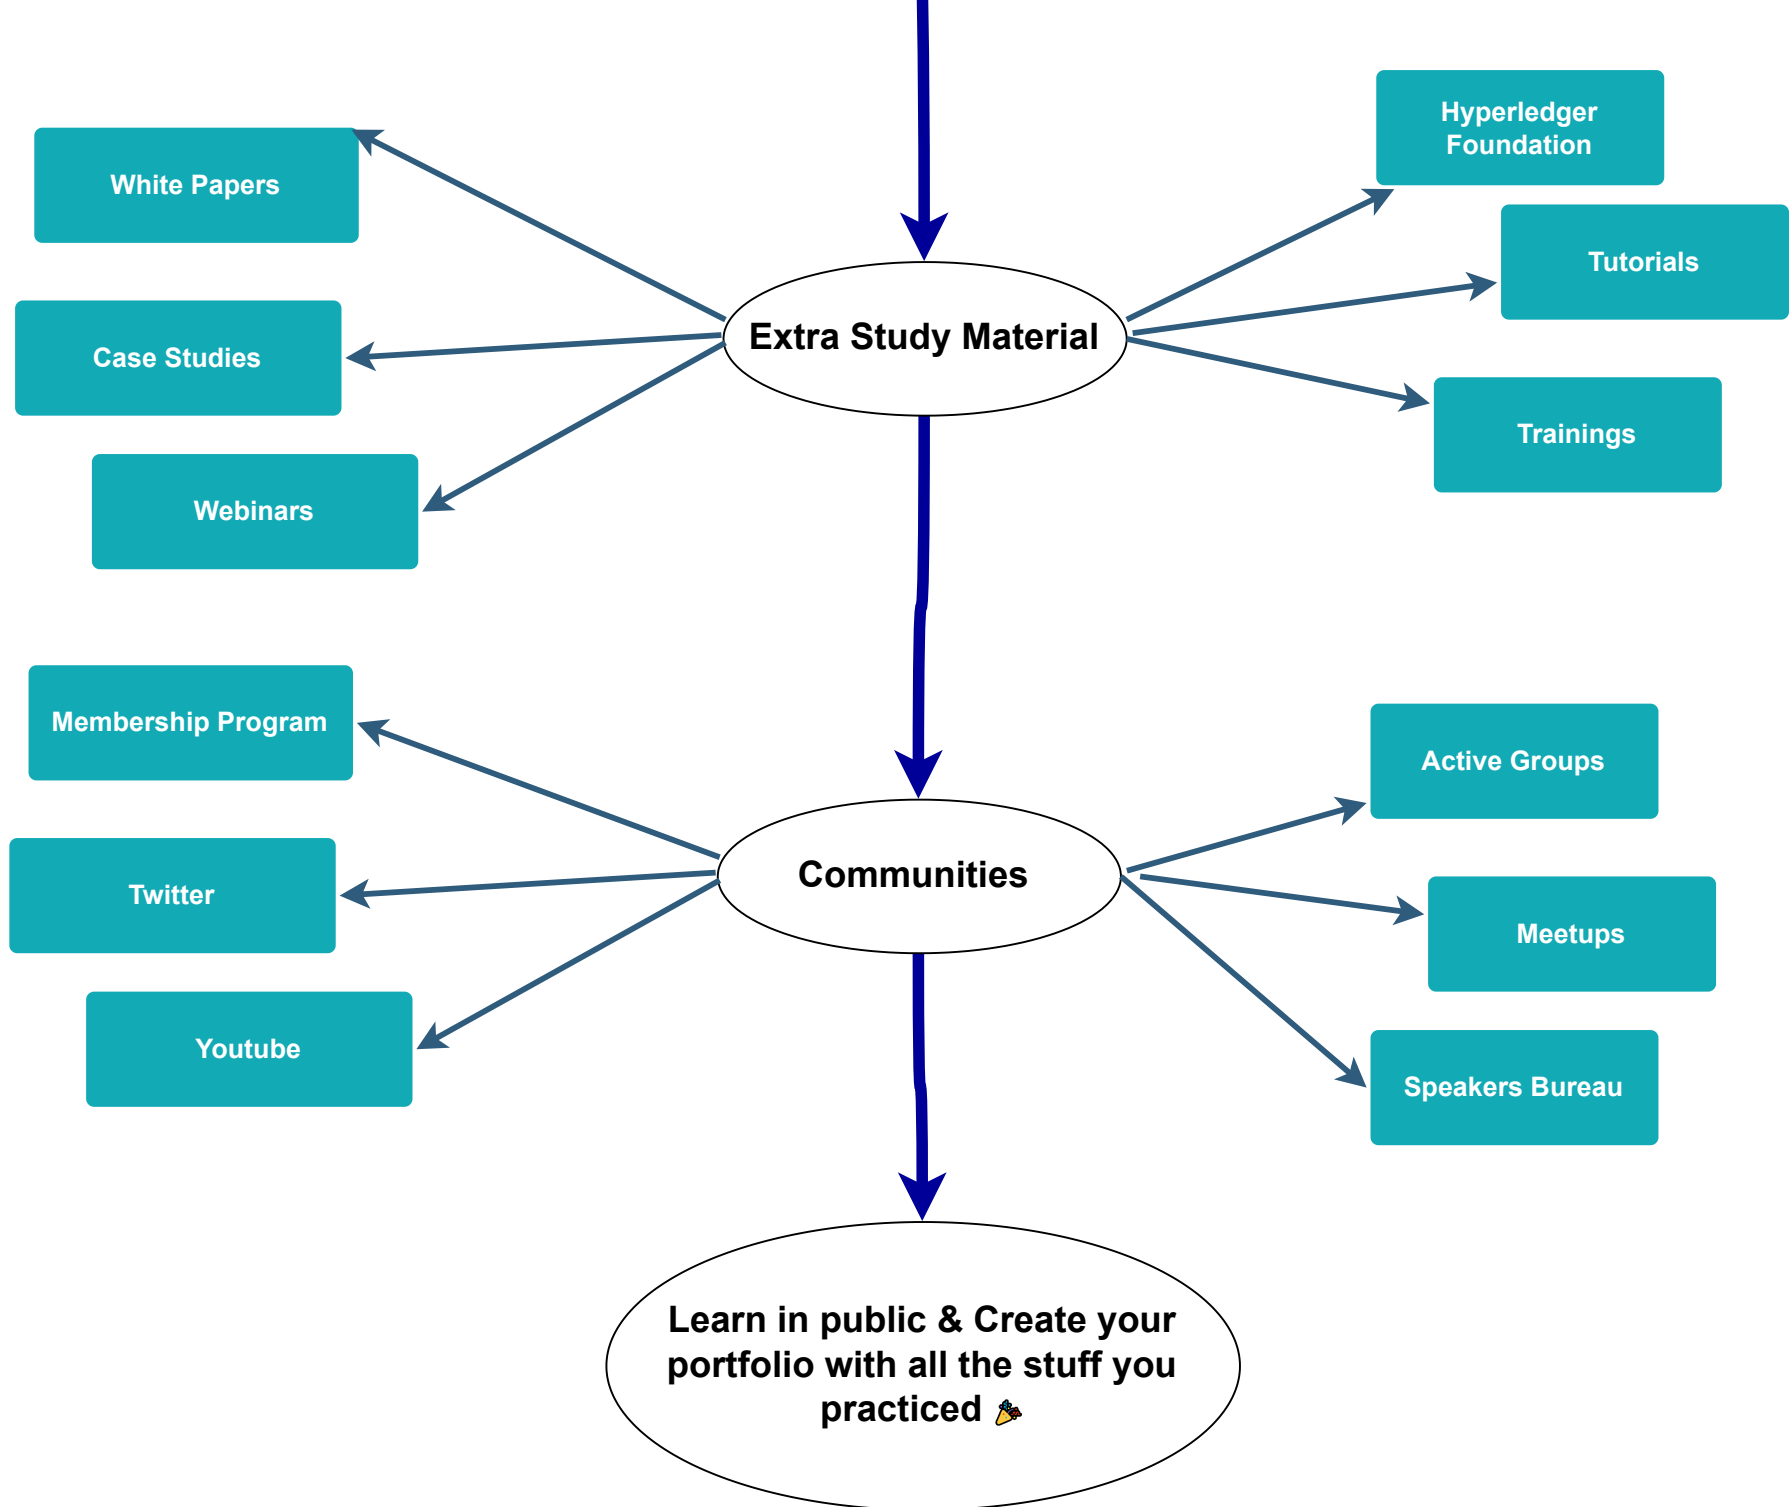 Hyperledger
Foundation
White Papers
Tutorials
Extra Study Material
Case Studies
Trainings
Webinars
Membership Program
Active Groups
Communities
Twitter
Meetups
Youtube
Speakers Bureau
Learn in public & Create your
portfolio with all the stuff you
practiced 🎉